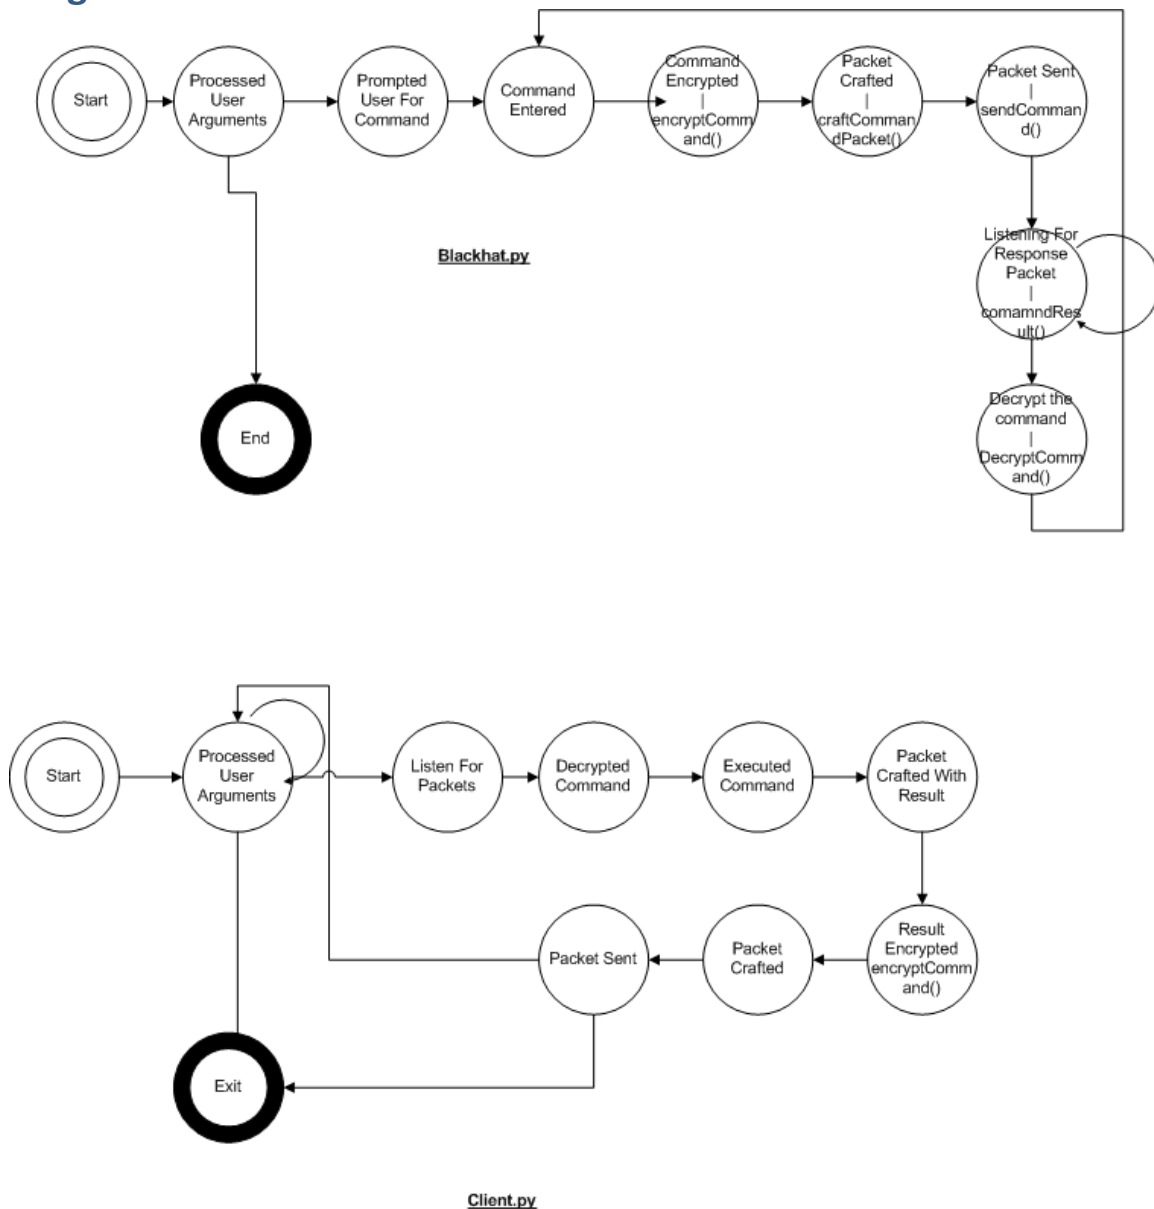 Start
Processed
User
Arguments
Prompted
User For
Command
Command
Entered
Command
Encrypted
|
encryptComm
and()
Packet
Crafted
|
craftComman
dPacket()
Packet Sent
|
sendComman
d()
Listening For
Response
Packet
|
comamndRes
ult()
Blackhat.py
Decrypt the
command
|
DecryptComm
and()
End
Start
Processed
User
Arguments
Listen For
Packets
Decrypted
Command
Executed
Command
Packet
Crafted With
Result
Result
Encrypted
encryptComm
and()
Packet
Crafted
Packet Sent
Exit
Client.py